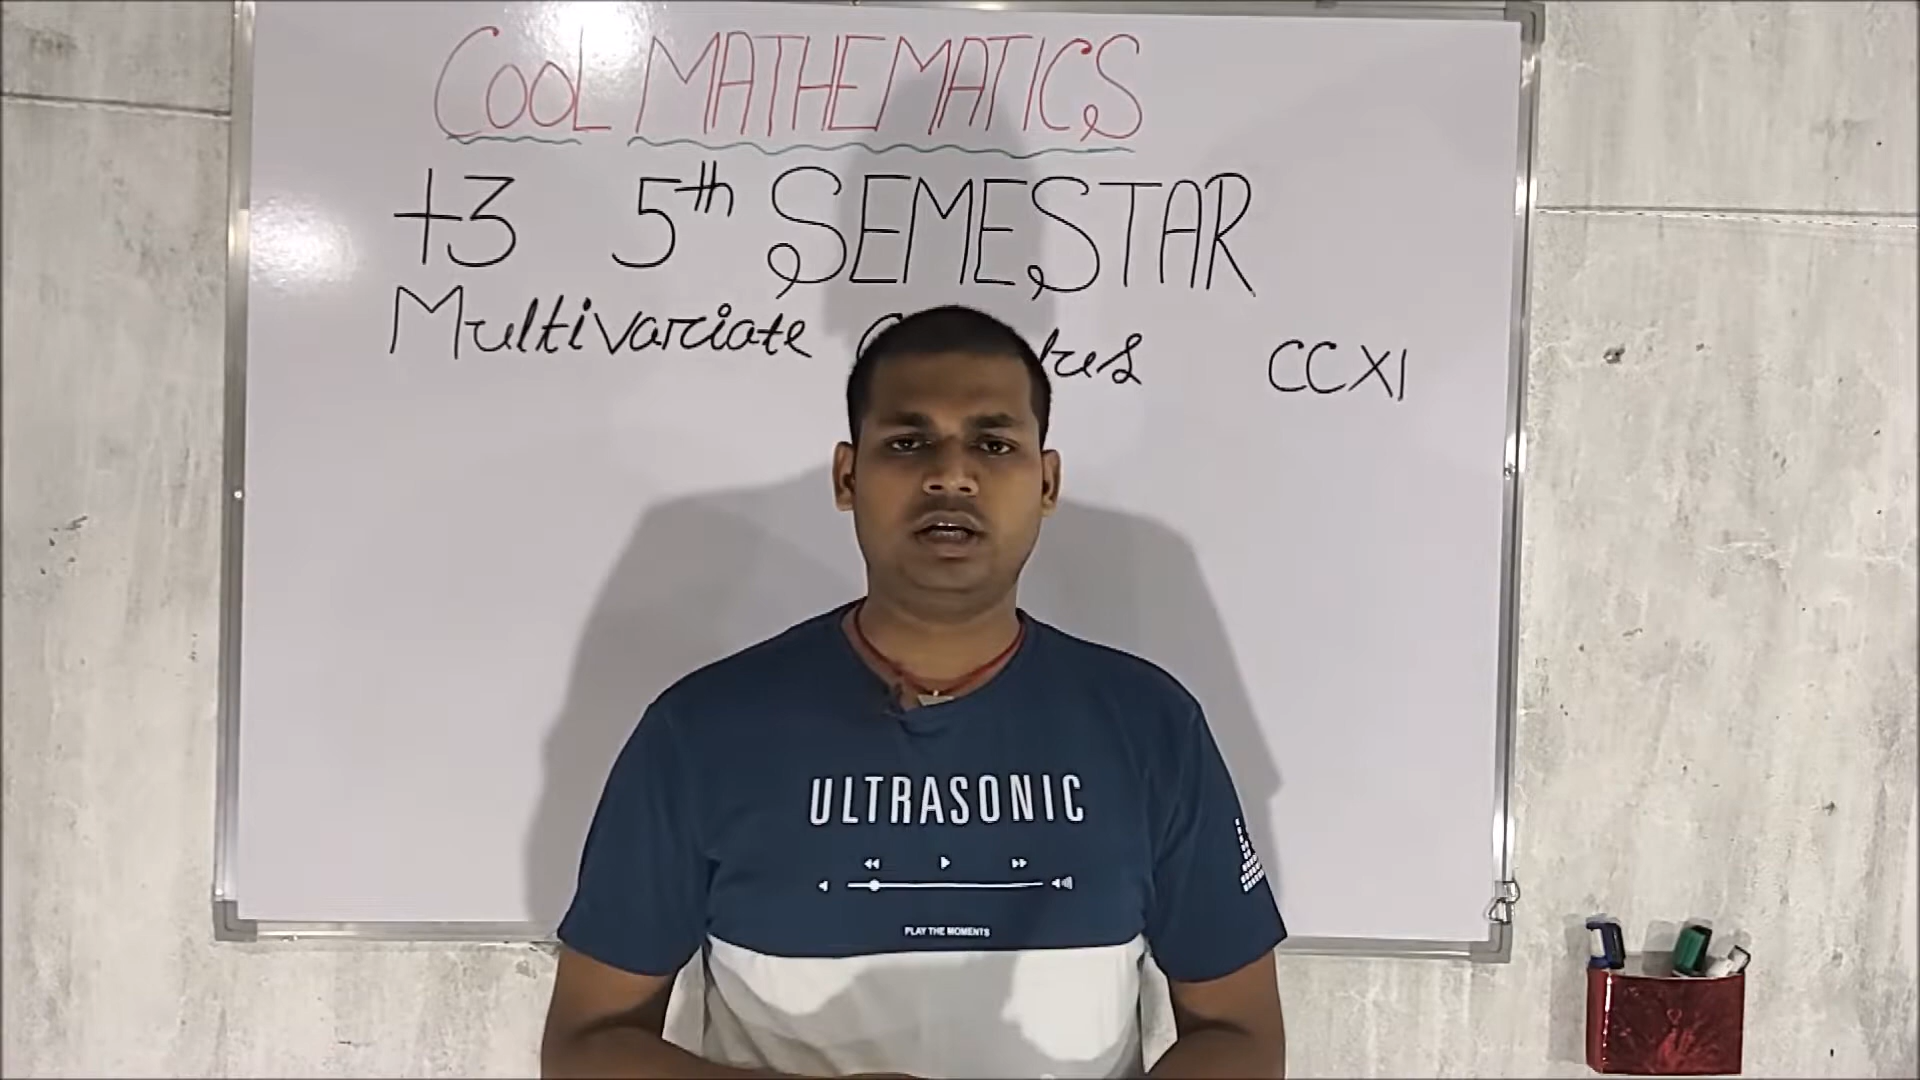 COOL MATHEMATICS
+3 5th SEMESTAR
Multivariate CCXI
ULTRASONIC
PLAY THE MOMENTS